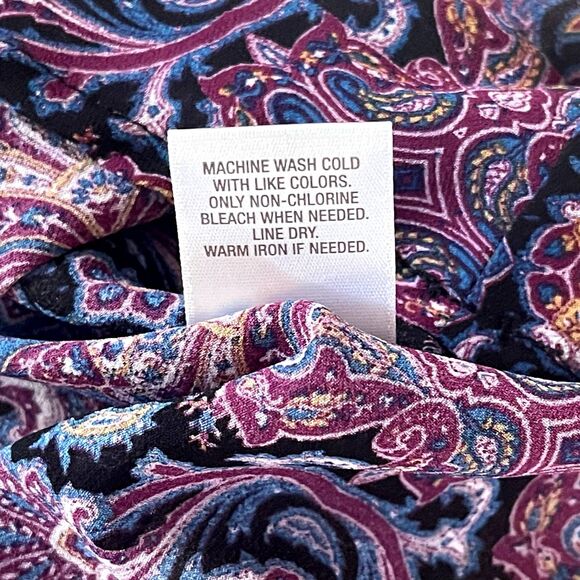 MACHINE WASH COLD
WITH LIKE COLORS.
ONLY NON-CHLORINE
BLEACH WHEN NEEDED.
LINE DRY.
WARM IRON IF NEEDED.